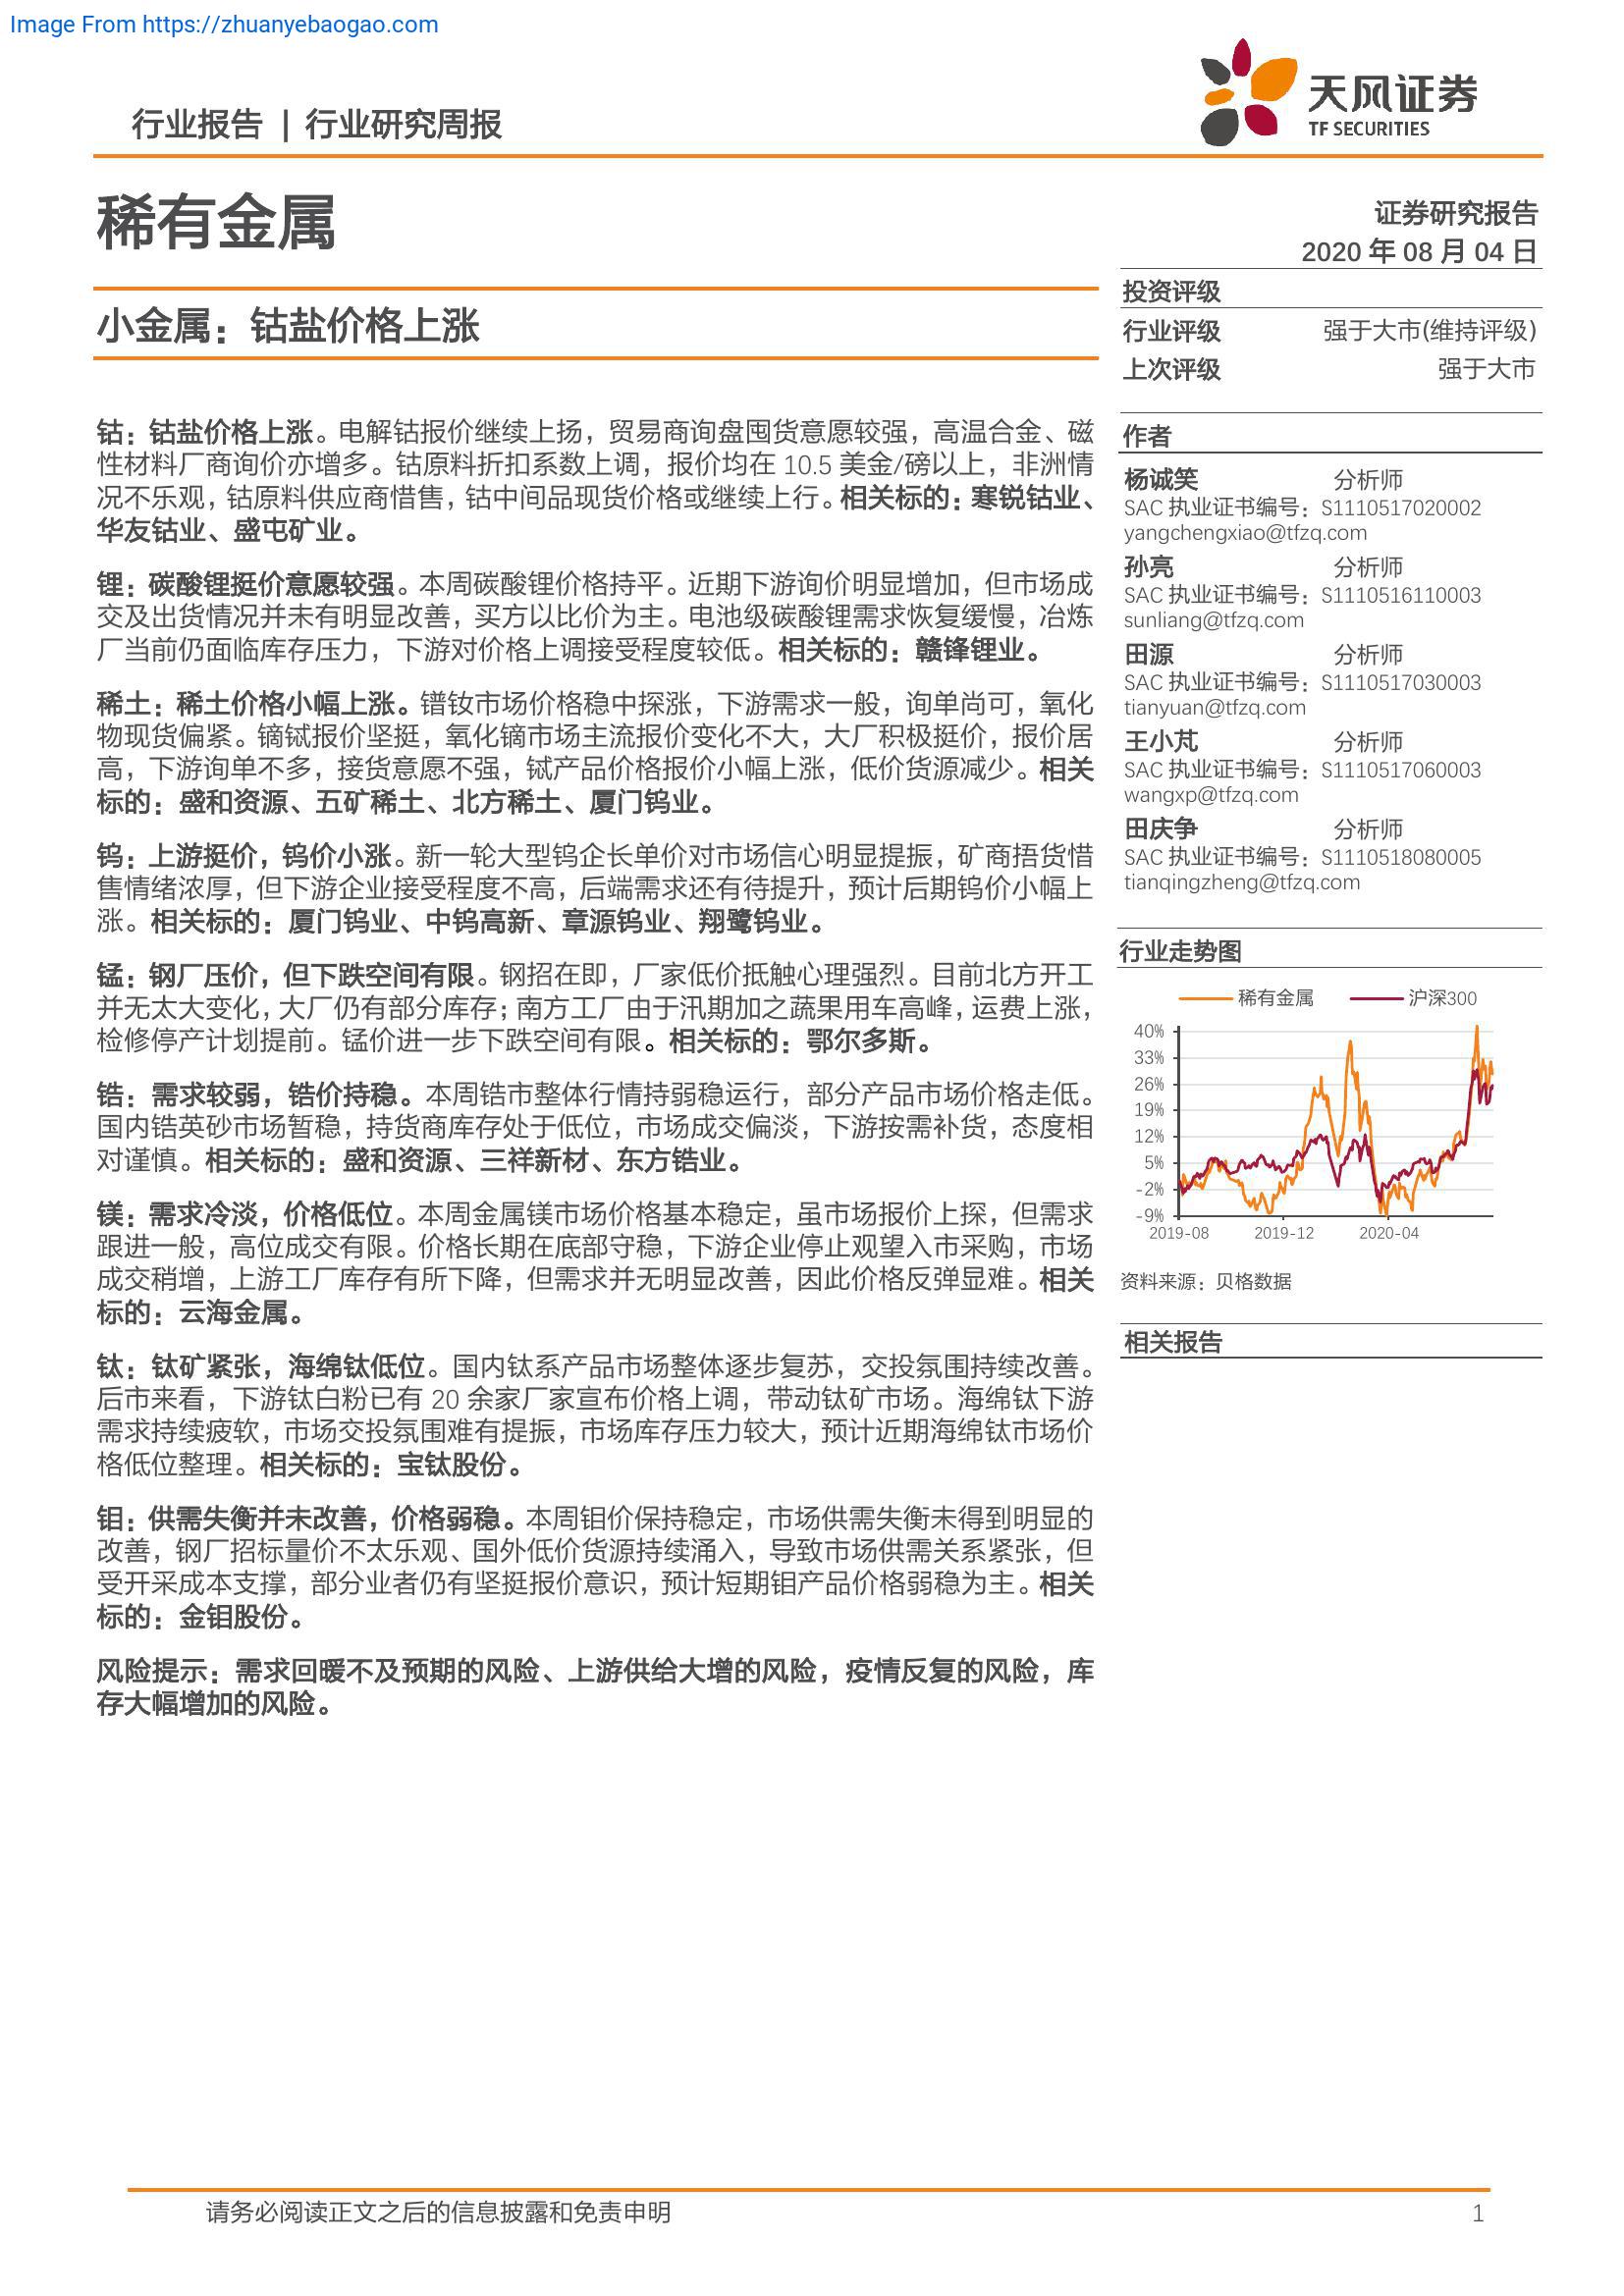 Image From https://zhuanyebaogao.com
行业报告 | 行业研究周报
天风证券
TF SECURITIES
稀有金属
证券研究报告
2020 年 08 月 04 日
小金属：钴盐价格上涨
投资评级
行业评级 强于大市(维持评级)
上次评级 强于大市
钴：钴盐价格上涨。电解钴报价继续上扬，贸易商询盘囤货意愿较强，高温合金、磁
性材料厂商询价亦增多。钴原料折扣系数上调，报价均在 10.5 美金/磅以上，非洲情
况不乐观，钴原料供应商惜售，钴中间品现货价格或继续上行。相关标的：寒锐钴业、
华友钴业、盛屯矿业。
锂：碳酸锂挺价意愿较强。本周碳酸锂价格持平。近期下游询价明显增加，但市场成
交及出货情况并未有明显改善，买方以比价为主。电池级碳酸锂需求恢复缓慢，冶炼
厂当前仍面临库存压力，下游对价格上调接受程度较低。相关标的：赣锋锂业。
稀土：稀土价格小幅上涨。镨钕市场价格稳中探涨，下游需求一般，询单尚可，氧化
物现货偏紧。镝铽报价坚挺，氧化镝市场主流报价变化不大，大厂积极挺价，报价居
高，下游询单不多，接货意愿不强，铽产品价格报价小幅上涨，低价货源减少。相关
标的：盛和资源、五矿稀土、北方稀土、厦门钨业。
钨：上游挺价，钨价小涨。新一轮大型钨企长单价对市场信心明显提振，矿商捂货惜
售情绪浓厚，但下游企业接受程度不高，后端需求还有待提升，预计后期钨价小幅上
涨。相关标的：厦门钨业、中钨高新、章源钨业、翔鹭钨业。
锰：钢厂压价，但下跌空间有限。钢招在即，厂家低价抵触心理强烈。目前北方开工
并无太大变化，大厂仍有部分库存；南方工厂由于汛期加之蔬果用车高峰，运费上涨，
检修停产计划提前。锰价进一步下跌空间有限。相关标的：鄂尔多斯。
锆：需求较弱，锆价持稳。本周锆市整体行情持弱稳运行，部分产品市场价格走低。
国内锆英砂市场暂稳，持货商库存处于低位，市场成交偏淡，下游按需补货，态度相
对谨慎。相关标的：盛和资源、三祥新材、东方锆业。
镁：需求冷淡，价格低位。本周金属镁市场价格基本稳定，虽市场报价上探，但需求
跟进一般，高位成交有限。价格长期在底部守稳，下游企业停止观望入市采购，市场
成交稍增，上游工厂库存有所下降，但需求并无明显改善，因此价格反弹显难。相关
标的：云海金属。
钛：钛矿紧张，海绵钛低位。国内钛系产品市场整体逐步复苏，交投氛围持续改善。
后市来看，下游钛白粉已有 20 余家厂家宣布价格上调，带动钛矿市场。海绵钛下游
需求持续疲软，市场交投氛围难有提振，市场库存压力较大，预计近期海绵钛市场价
格低位整理。相关标的：宝钛股份。
钼：供需失衡并未改善，价格弱稳。本周钼价保持稳定，市场供需失衡未得到明显的
改善，钢厂招标量价不太乐观、国外低价货源持续涌入，导致市场供需关系紧张，但
受开采成本支撑，部分业者仍有坚挺报价意识，预计短期钼产品价格弱稳为主。相关
标的：金钼股份。
风险提示：需求回暖不及预期的风险、上游供给大增的风险，疫情反复的风险，库
存大幅增加的风险。
作者
杨诚笑 分析师
SAC 执业证书编号：S1110517020002
yangchengxiao@tfzq.com
孙亮 分析师
SAC 执业证书编号：S1110516110003
sunliang@tfzq.com
田源 分析师
SAC 执业证书编号：S1110517030003
tianyuan@tfzq.com
王小芃 分析师
SAC 执业证书编号：S1110517060003
wangxp@tfzq.com
田庆争 分析师
SAC 执业证书编号：S1110518080005
tianqingzheng@tfzq.com
行业走势图
稀有金属 沪深300
40%
33%
26%
19%
12%
5%
-2%
-9%
2019-08 2019-12 2020-04
资料来源：贝格数据
相关报告
请务必阅读正文之后的信息披露和免责申明 1